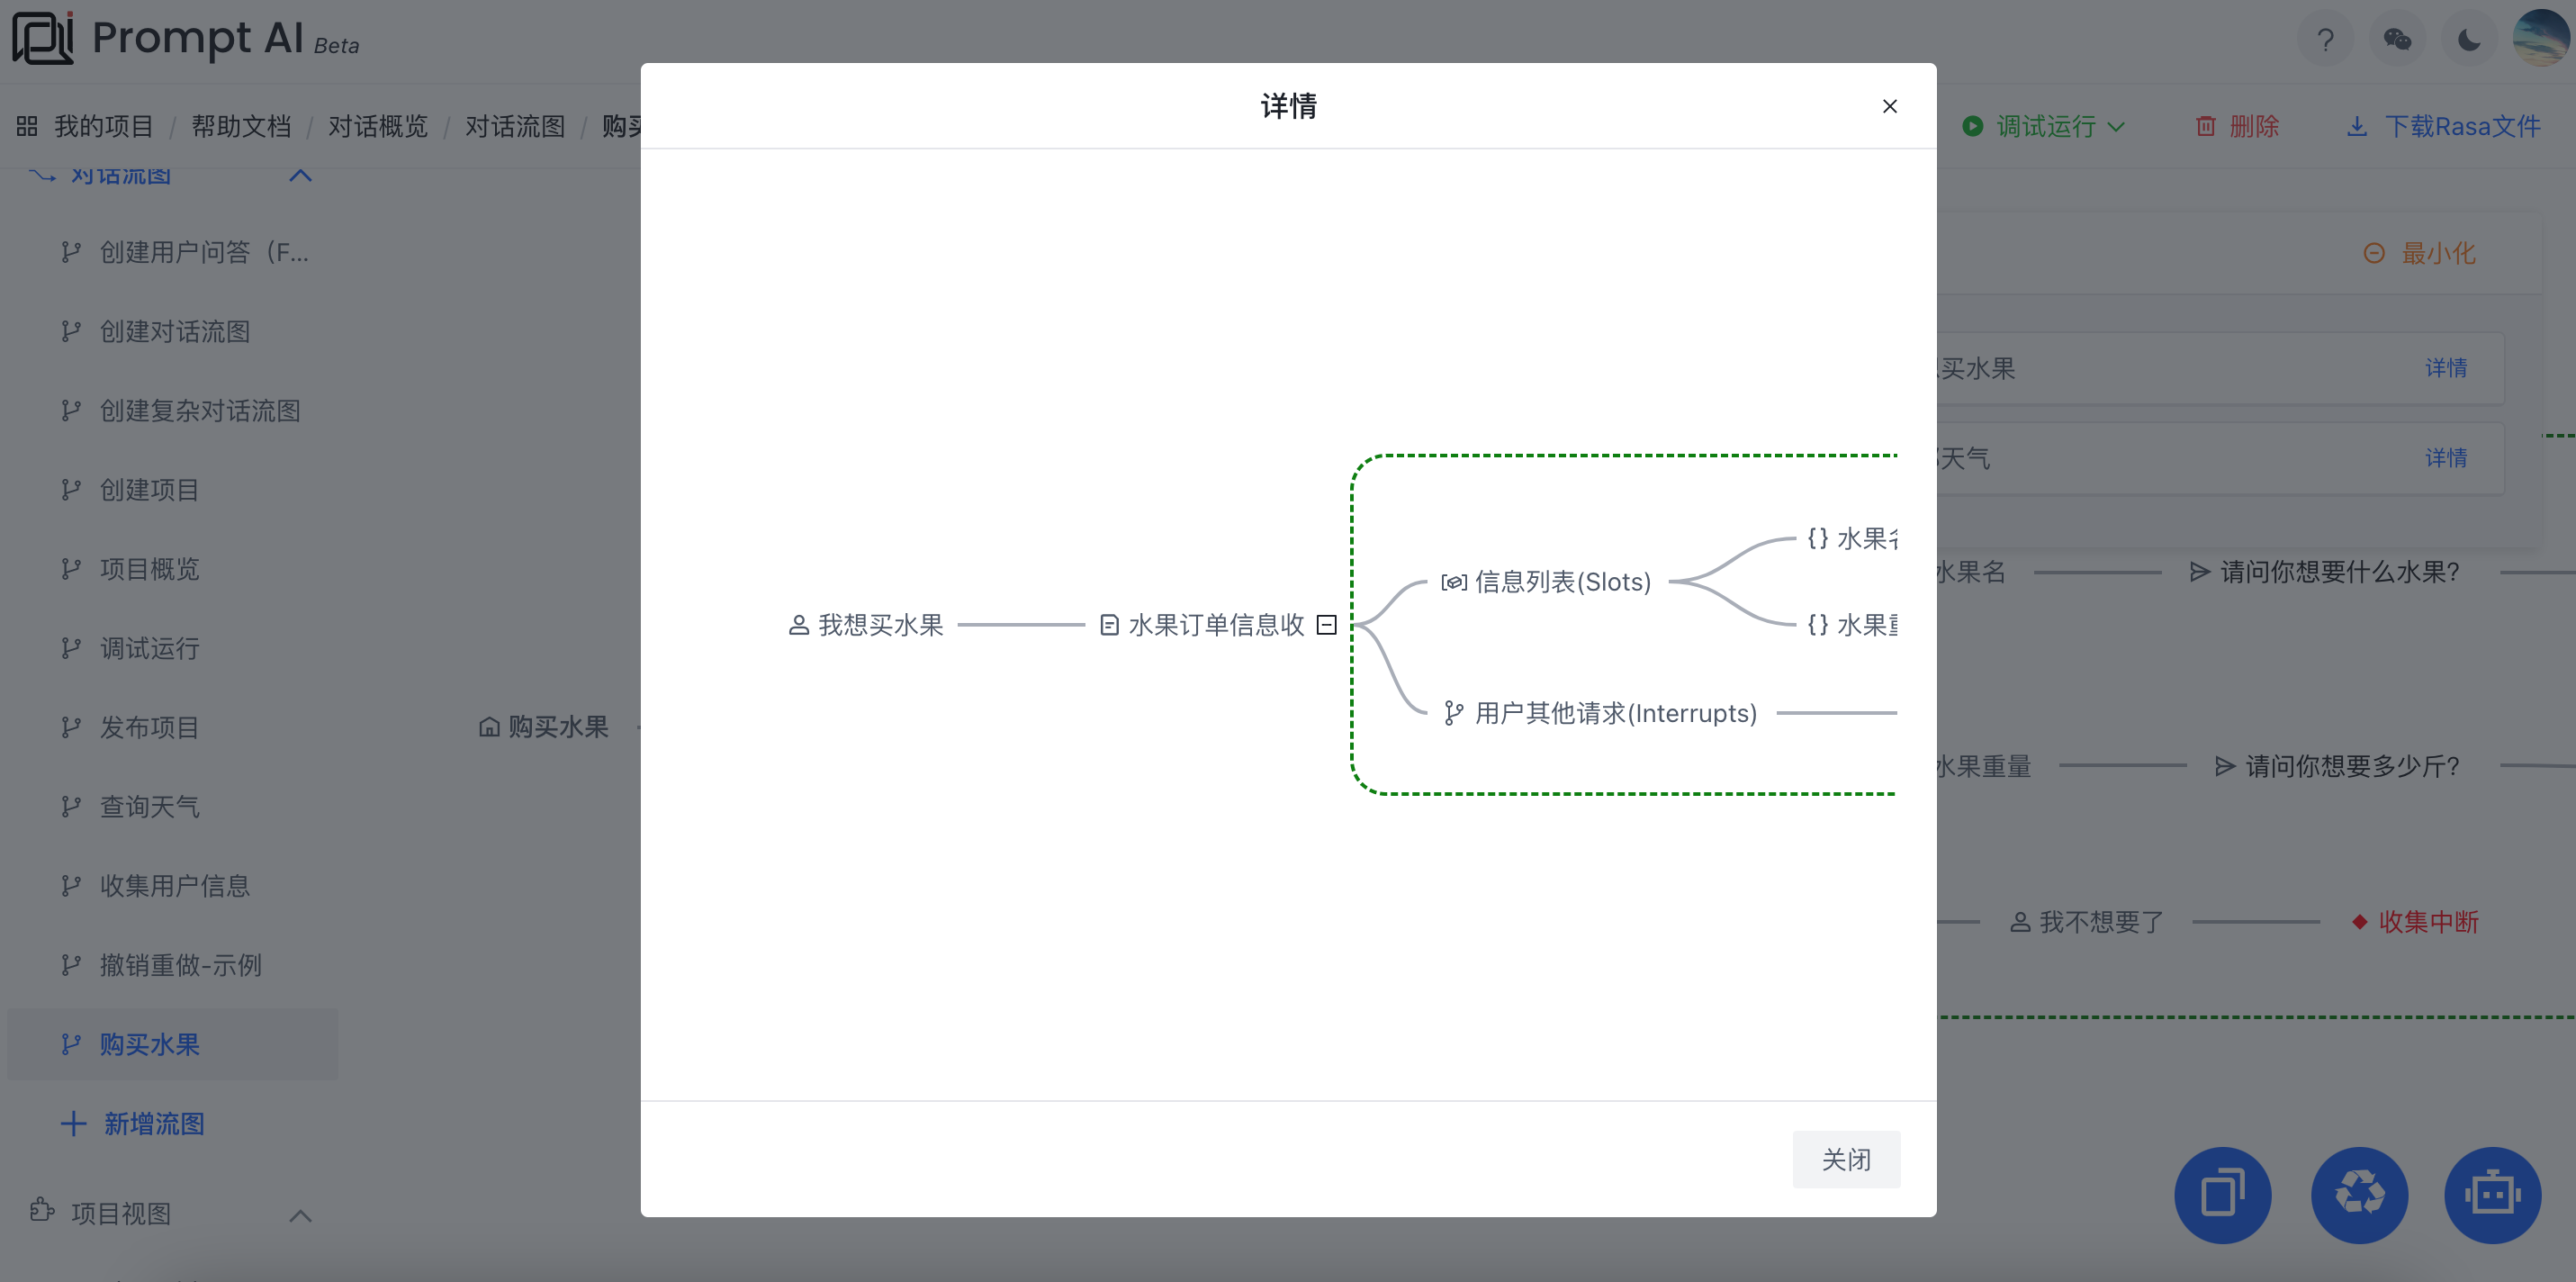 Prompt AI Beta
我的项目 / 帮助文档 / 对话概览 / 对话流图 / 购买
调试运行
删除
下载Rasa文件
对话流图
创建用户问答（F...
创建对话流图
创建复杂对话流图
创建项目
项目概览
调试运行
发布项目
查询天气
收集用户信息
撤销重做-示例
购买水果
新增流图
项目视图
购买水果
详情
我想买水果
水果订单信息收
信息列表(Slots)
{} 水果
{} 水果
用户其他请求(Interrupts)
关闭
最小化
买水果
详情
天气
详情
水果名
请问你想要什么水果?
水果重量
请问你想要多少斤?
我不想要了
收集中断